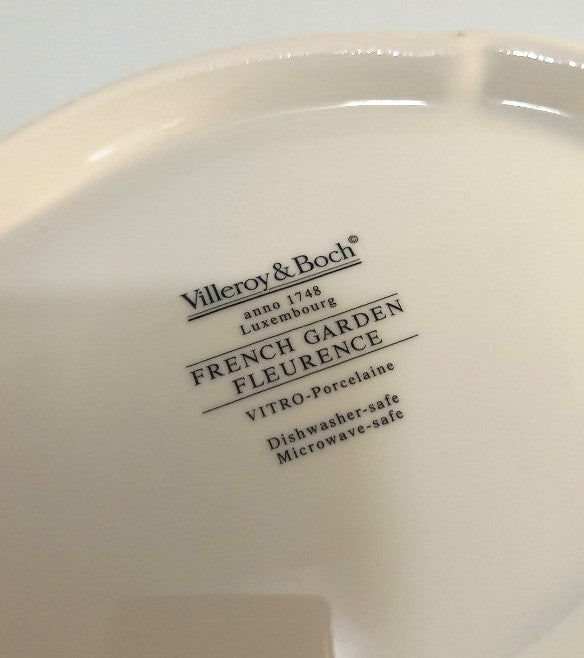 Villeroy & Boch©
anno 1748
Luxembourg
FRENCH GARDEN
FLEURENCE
VITRO-Porcelaine
Dishwasher-safe
Microwave-safe